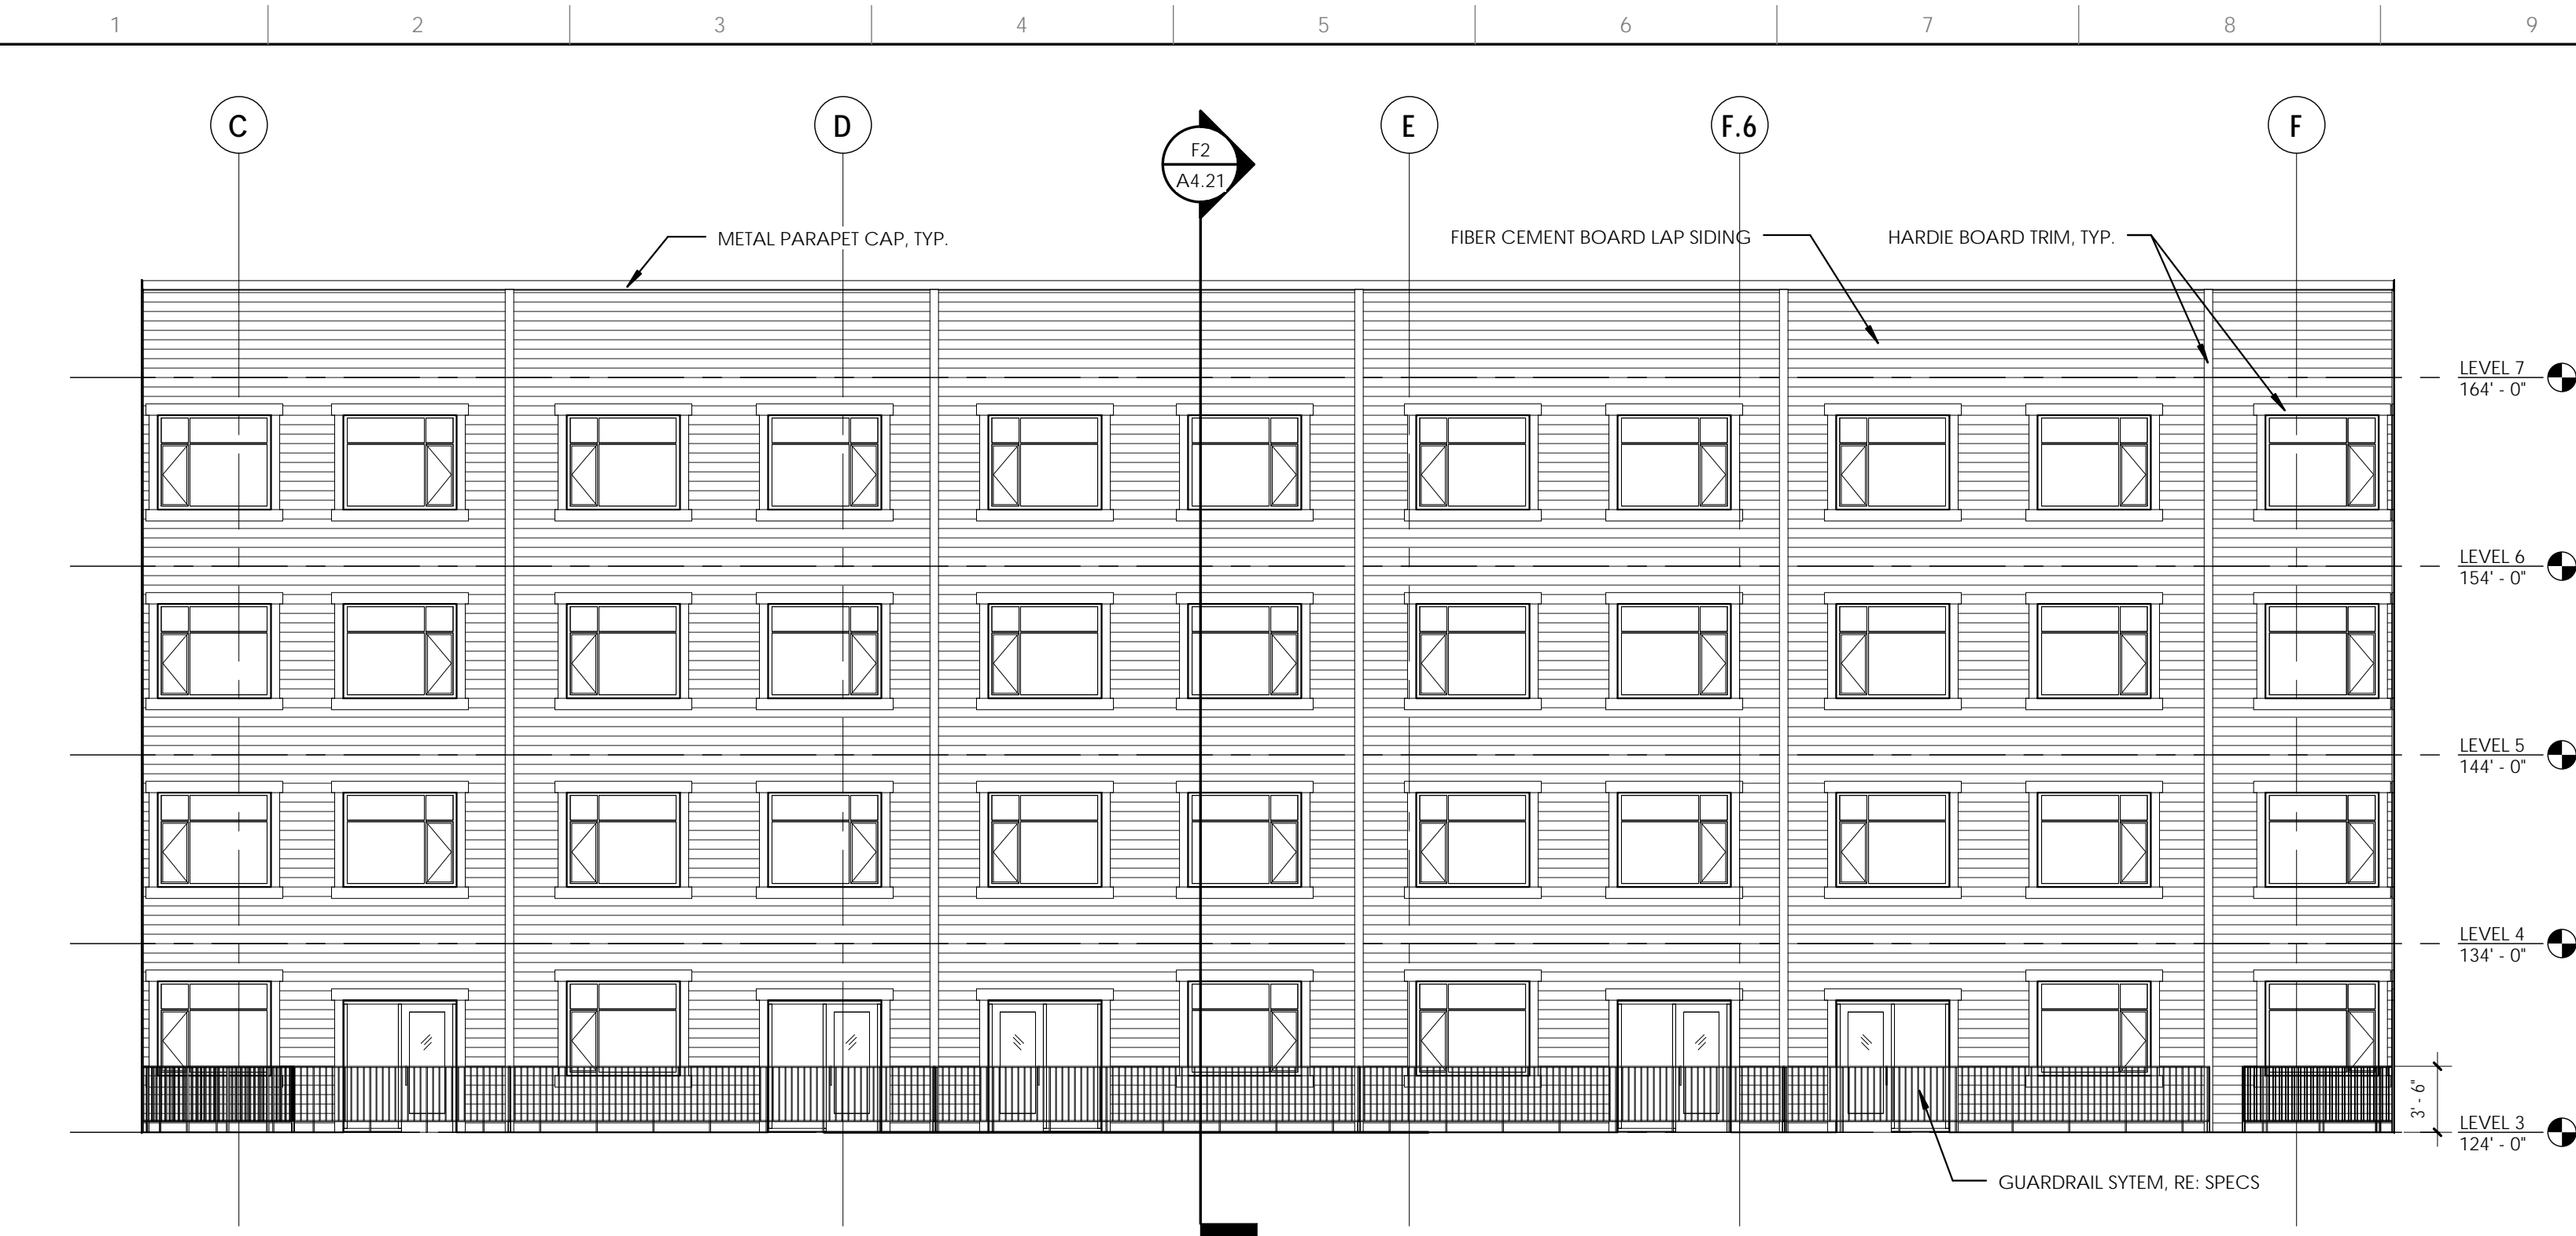 1 2 3 4 5 6 7 8 9
C D E F.6 F
F2
A4.21
METAL PARAPET CAP, TYP.
FIBER CEMENT BOARD LAP SIDING
HARDIE BOARD TRIM, TYP.
LEVEL 7
164' - 0"
LEVEL 6
154' - 0"
LEVEL 5
144' - 0"
LEVEL 4
134' - 0"
3' - 6"
LEVEL 3
124' - 0"
GUARDRAIL SYTEM, RE: SPECS